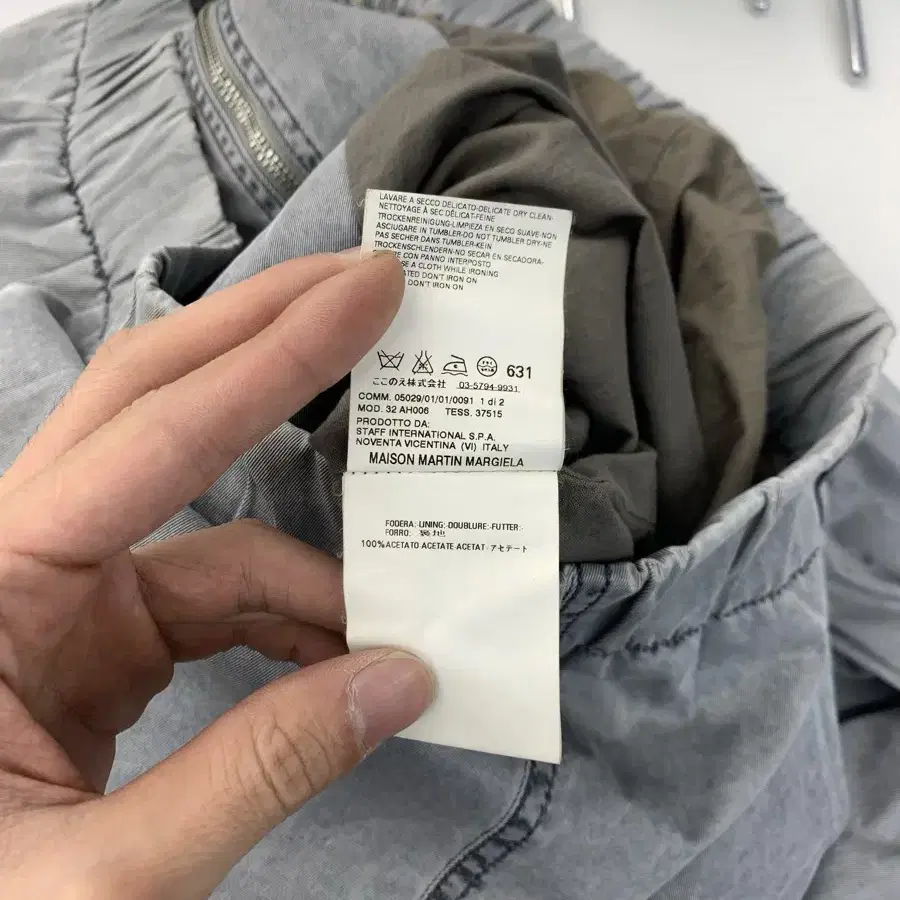 LAVARE A SECCO DELICATO-DELICATE DRY CLEAN-
NETTOYAGE À SEC DÉLICAT-FEINE
TROCKENREINIGUNG-LIMPIEZA EN SECO SUAVE-NON
ASCIUGARE IN TUMBLER-DO NOT TUMBLER DRY-NE
PAS SECHER DANS TUMBLER-KEIN
TROCKENSCHLENDERN-NO SECAR EN SECADORA-
CON PANNO INTERPOSTO
A CLOTH WHILE IRONING
DON'T IRON ON
DON'T IRON ON
631
ここのえ株式会社 03-5794-9931
COMM. 05029/01/01/0091 1 di 2
MOD. 32 AH006 TESS. 37515
PRODOTTO DA:
STAFF INTERNATIONAL S.P.A.
NOVENTA VICENTINA (VI) ITALY
MAISON MARTIN MARGIELA
FODERA: LINING: DOUBLURE: FUTTER:
FORRO:
100%ACETATO ACETATE ACETAT アセテート